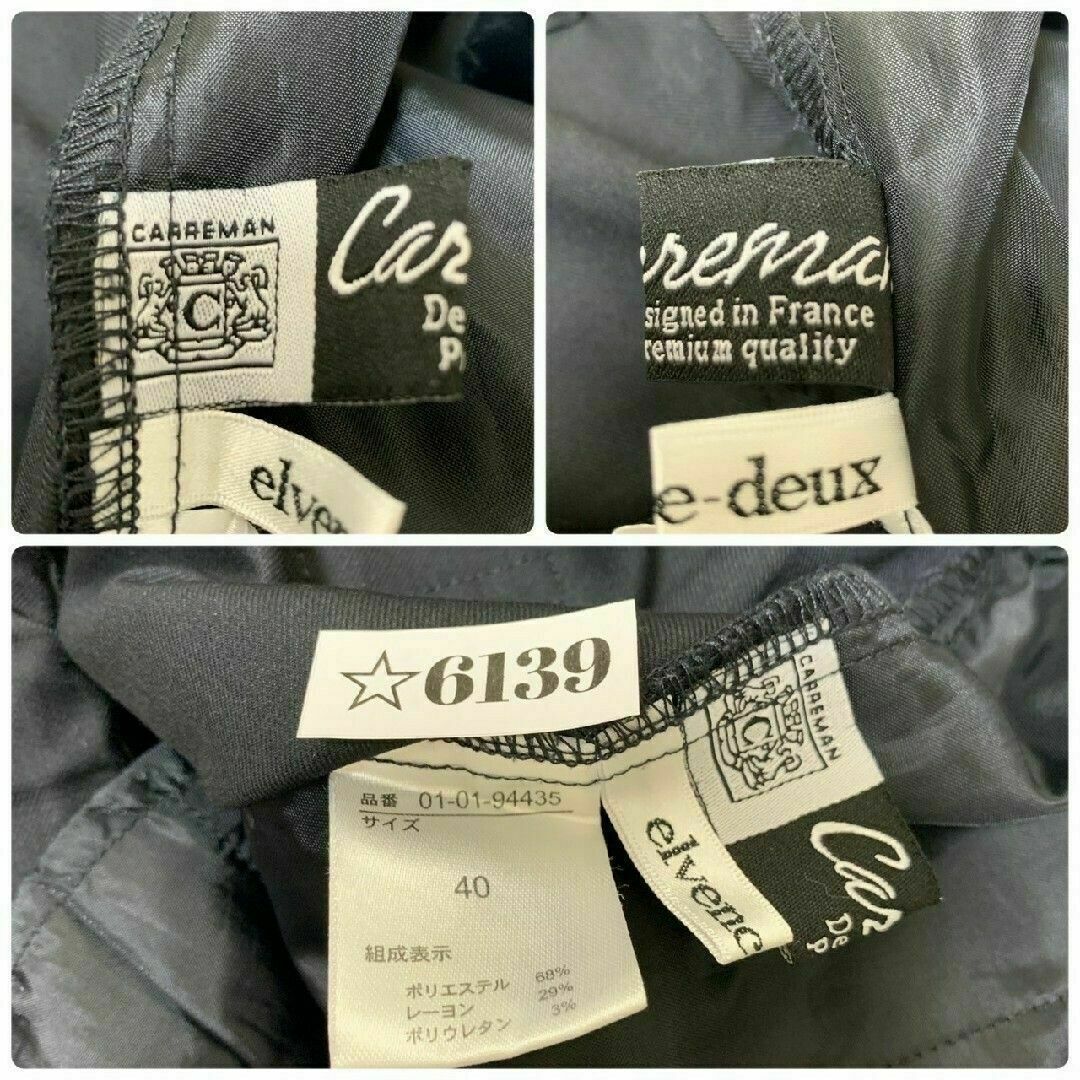 CARREMAN
C
Car
De
P
elven
rrema
signed in France
remium quality
e-deux
☆6139
品番 01-01-94435
サイズ
40
組成表示
ポリエステル 68%
レーヨン 29%
ポリウレタン 3%
CARREMAN
C
elvenc
Car
De
P